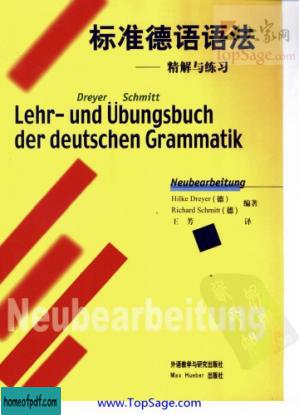 TopSage.com
标准德语语法
—— 精解与练习
Dreyer Schmitt
Lehr- und Übungsbuch
der deutschen Grammatik
Neubearbeitung
Hilke Dreyer (德)
Richard Schmitt (德) 编著
王 芳 译
Neubearbeitung
外语教学与研究出版社
Max Hueber 出版社
homeofpdf.com
www.TopSage.com